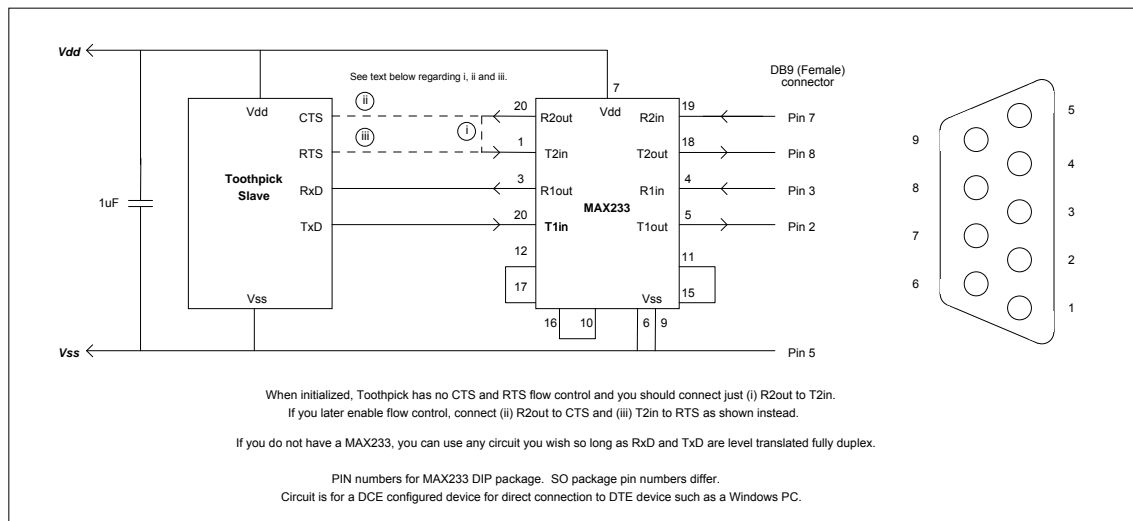 Vdd
See text below regarding i, ii and iii.
DB9 (Female)
connector
7
Vdd
CTS
ii
20
R2out
Vdd
R2in
19
Pin 7
i
RTS
iii
1
T2in
T2out
18
Pin 8
Toothpick
Slave
RxD
3
R1out
MAX233
R1in
4
Pin 3
TxD
20
T1in
T1out
5
Pin 2
1uF
12
11
17
15
Vss
Vss
16
10
6
9
Vss
Pin 5
5
9
4
8
3
7
2
6
1
When initialized, Toothpick has no CTS and RTS flow control and you should connect just (i) R2out to T2in.
If you later enable flow control, connect (ii) R2out to CTS and (iii) T2in to RTS as shown instead.
If you do not have a MAX233, you can use any circuit you wish so long as RxD and TxD are level translated fully duplex.
PIN numbers for MAX233 DIP package. SO package pin numbers differ.
Circuit is for a DCE configured device for direct connection to DTE device such as a Windows PC.